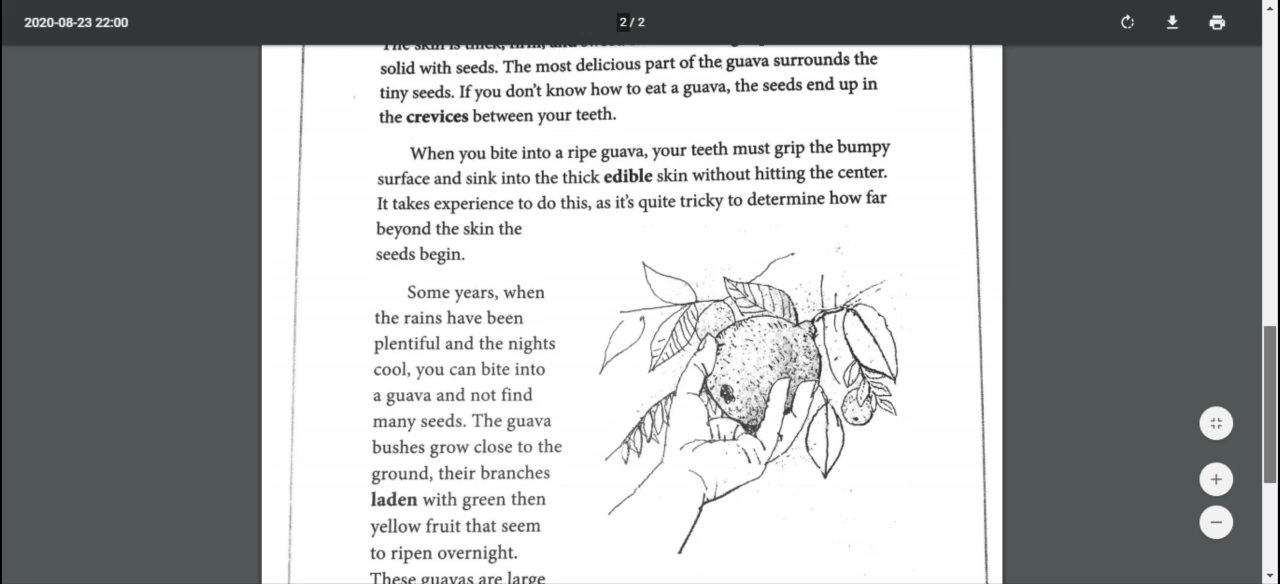 2020-08-23 22:00
2 / 2
The skin is thick, firm, and
solid with seeds. The most delicious part of the guava surrounds the
tiny seeds. If you don’t know how to eat a guava, the seeds end up in
the crevices between your teeth.
When you bite into a ripe guava, your teeth must grip the bumpy
surface and sink into the thick edible skin without hitting the center.
It takes experience to do this, as it’s quite tricky to determine how far
beyond the skin the
seeds begin.
Some years, when
the rains have been
plentiful and the nights
cool, you can bite into
a guava and not find
many seeds. The guava
bushes grow close to the
ground, their branches
laden with green then
yellow fruit that seem
to ripen overnight.
These guavas are large